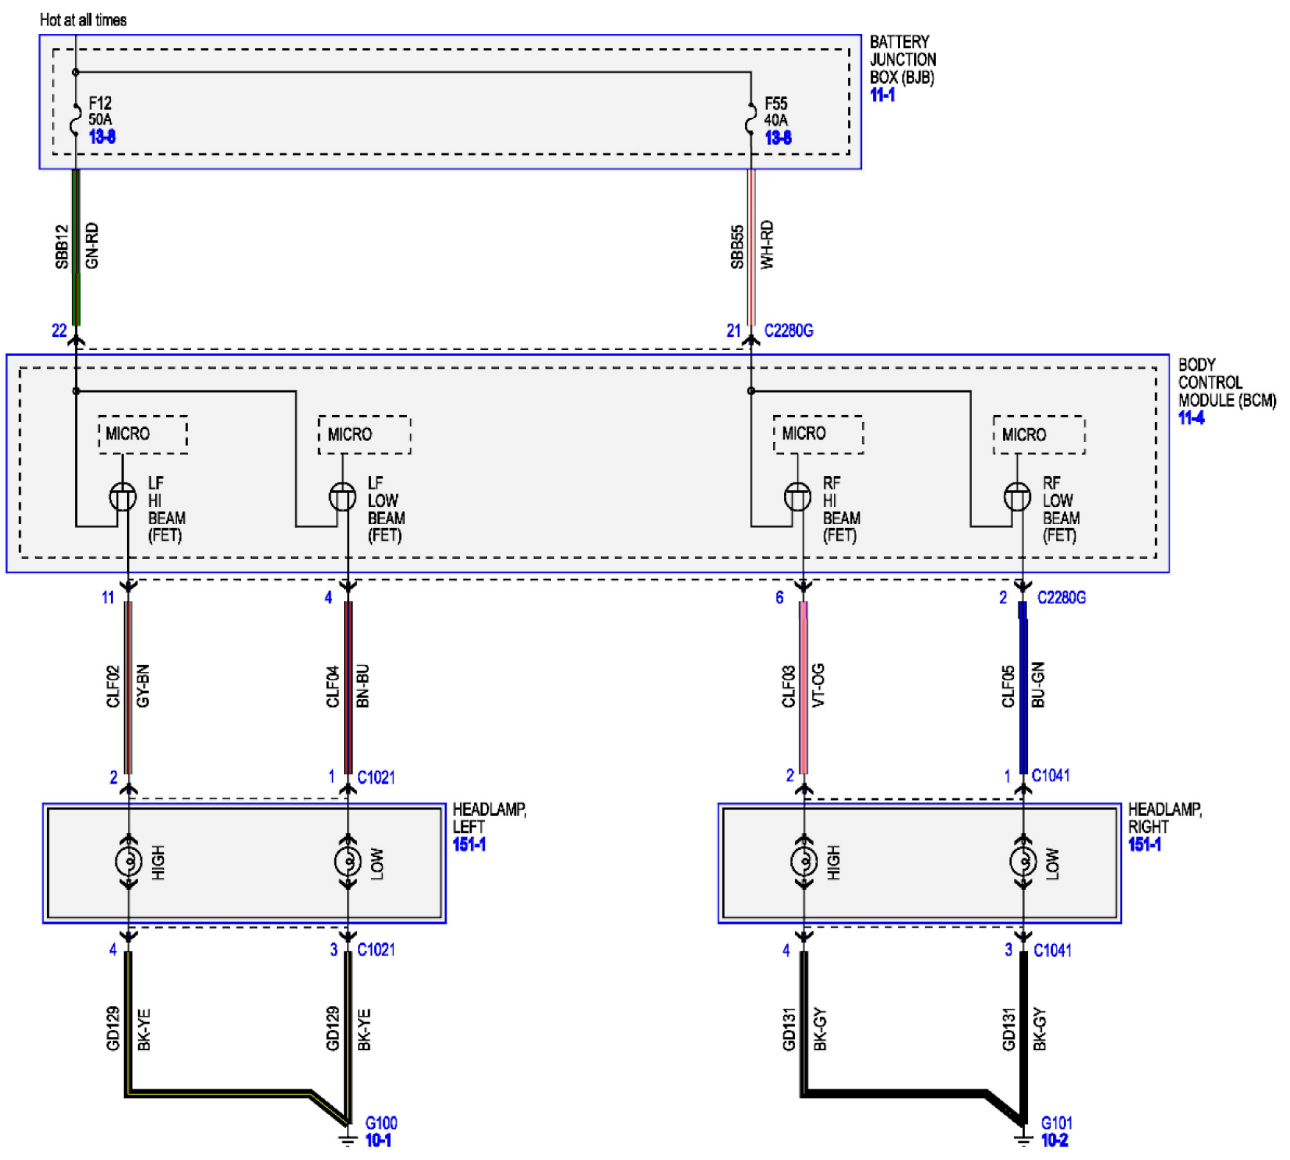 Hot at all times
BATTERY
JUNCTION
BOX (BJB)
11-1
F12
50A
13-8
F55
40A
13-8
SBB12
GN-RD
SBB55
WH-RD
22
21
C2280G
BODY
CONTROL
MODULE (BCM)
11-4
MICRO
MICRO
MICRO
MICRO
LF
HI
BEAM
(FET)
LF
LOW
BEAM
(FET)
RF
HI
BEAM
(FET)
RF
LOW
BEAM
(FET)
11
4
6
2
C2280G
CLF02
GY-BN
CLF04
BN-BU
CLF03
VT-OG
CLF05
BU-GN
2
1
C1021
2
1
C1041
HEADLAMP,
LEFT
151-1
HEADLAMP,
RIGHT
151-1
HIGH
LOW
HIGH
LOW
4
3
C1021
4
3
C1041
GD129
BK-YE
GD129
BK-YE
GD131
BK-GY
GD131
BK-GY
G100
10-1
G101
10-2